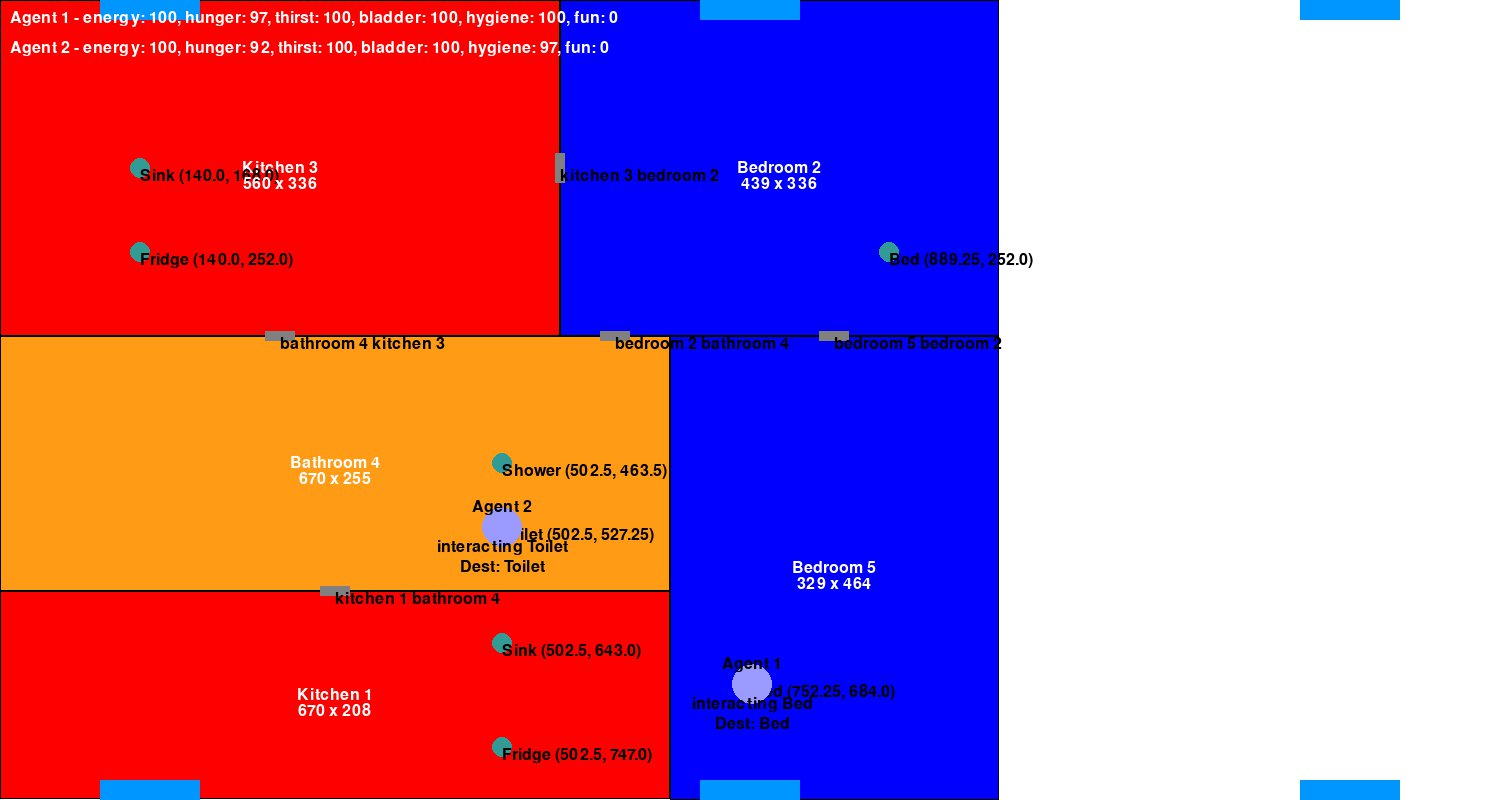 Agent 1 - energy: 100, hunger: 97, thirst: 100, bladder: 100, hygiene: 100, fun: 0
Agent 2 - energy: 100, hunger: 92, thirst: 100, bladder: 100, hygiene: 97, fun: 0
Kitchen 3
560 x 336
Sink (140.0,
Fridge (140.0, 252.0)
kitchen 3 bedroom 2
Bedroom 2
439 x 336
Bed (889.25, 252.0)
bathroom 4 kitchen 3
bedroom 2 bathroom 4
bedroom 5 bedroom 2
Bathroom 4
670 x 255
Shower (502.5, 463.5)
Agent 2
ilet (502.5, 527.25)
interacting Toilet
Dest: Toilet
Bedroom 5
329 x 464
kitchen 1 bathroom 4
Sink (502.5, 643.0)
Kitchen 1
670 x 208
Fridge (502.5, 747.0)
Agent 1
d (752.25, 684.0)
interacting Bed
Dest: Bed